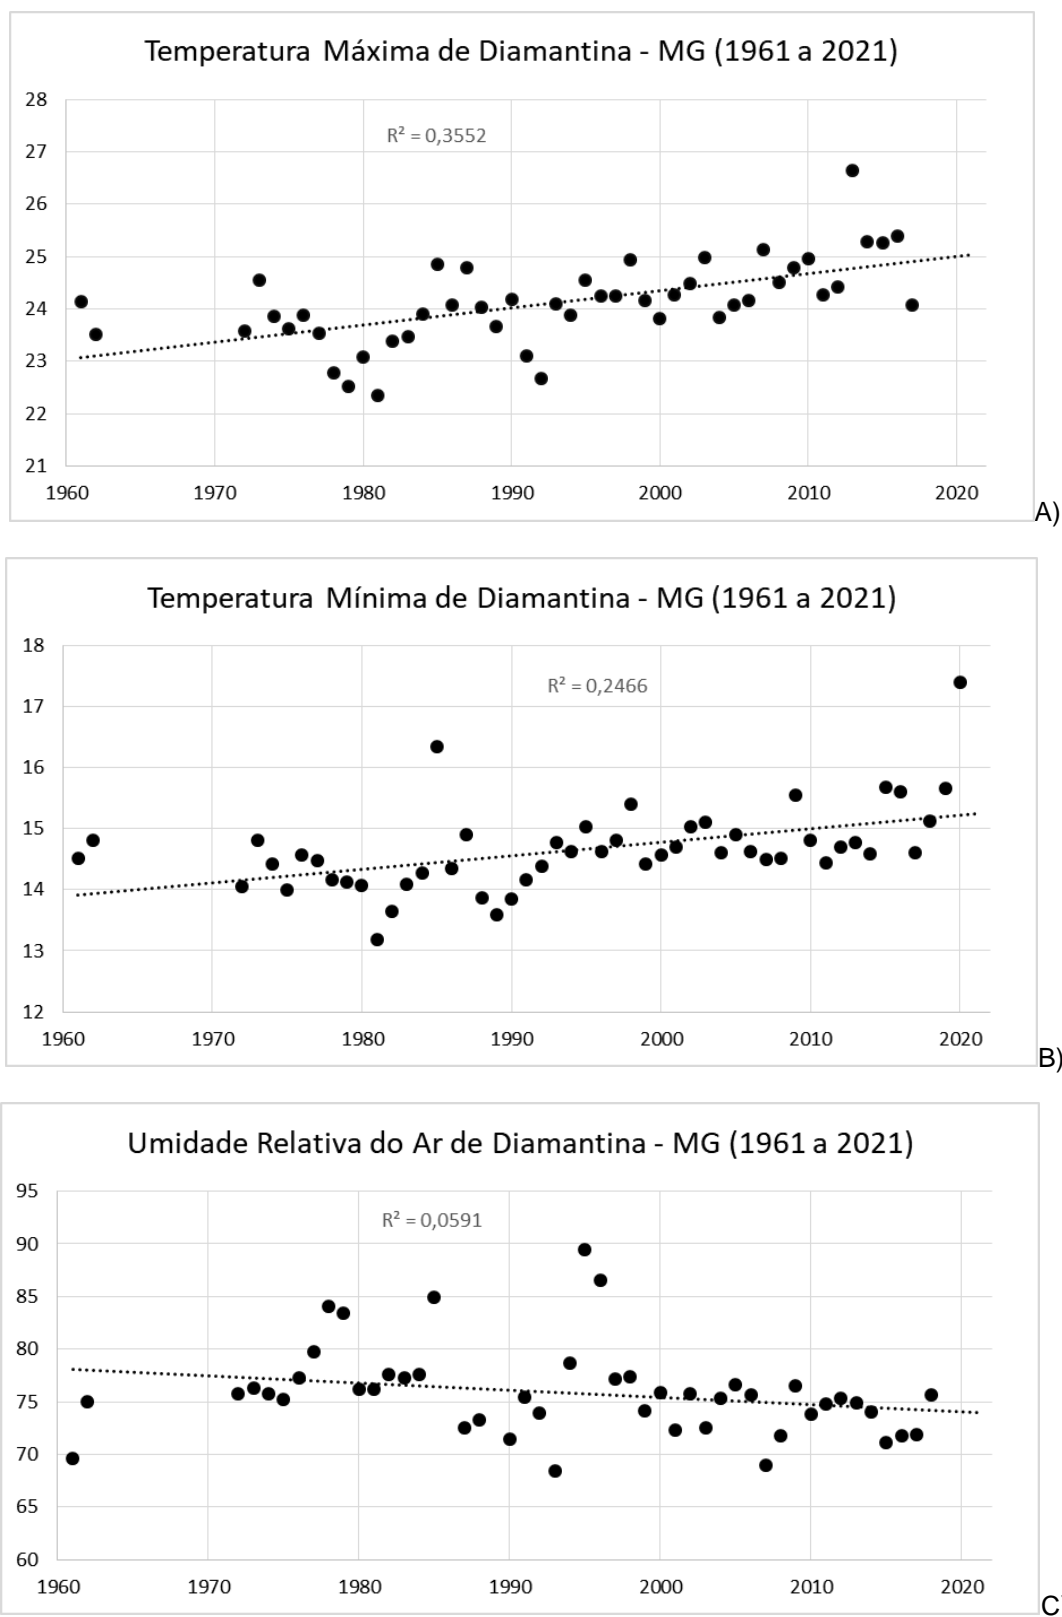 Temperatura Máxima de Diamantina - MG (1961 a 2021)
28
R² = 0,3552
27
26
25
24
23
22
21
1960 1970 1980 1990 2000 2010 2020
A)
Temperatura Mínima de Diamantina - MG (1961 a 2021)
18
R² = 0,2466
17
16
15
14
13
12
1960 1970 1980 1990 2000 2010 2020
B)
Umidade Relativa do Ar de Diamantina - MG (1961 a 2021)
95
R² = 0,0591
90
85
80
75
70
65
60
1960 1970 1980 1990 2000 2010 2020
C